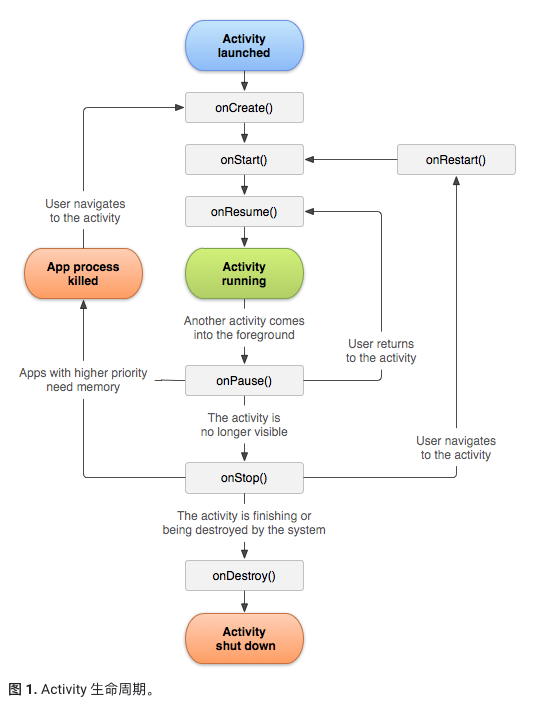 Activity
launched
onCreate()
onStart()
onRestart()
User navigates
to the activity
onResume()
App process
killed
Activity
running
Another activity comes
into the foreground
User returns
to the activity
Apps with higher priority
need memory
onPause()
The activity is
no longer visible
User navigates
to the activity
onStop()
The activity is finishing or
being destroyed by the system
onDestroy()
Activity
shut down
图 1. Activity 生命周期。